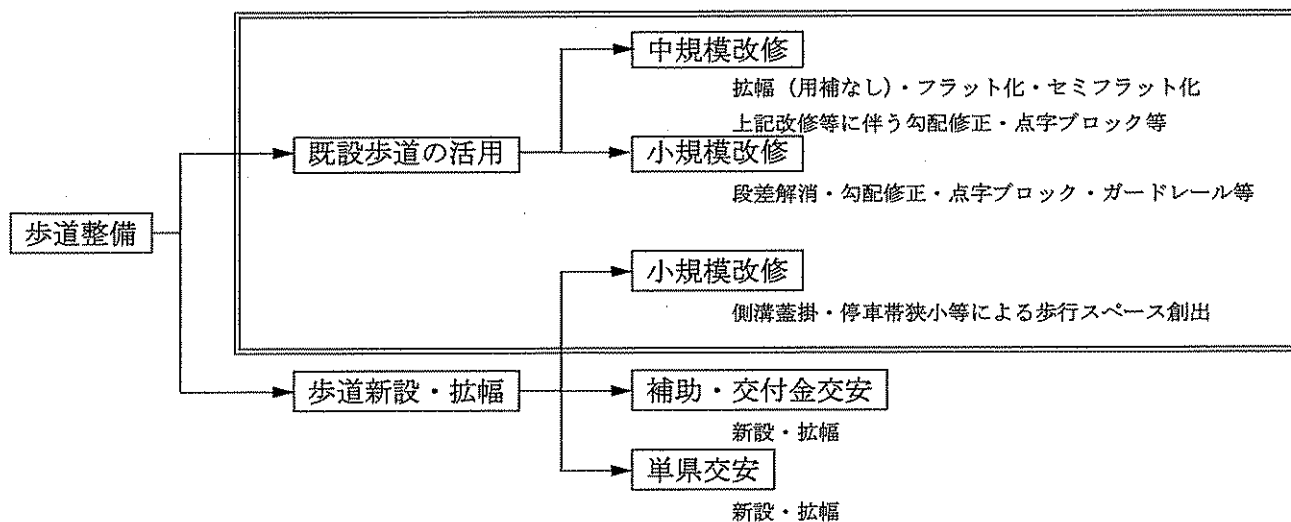 中規模改修
拡幅（用補なし）・フラット化・セミフラット化
上記改修等に伴う勾配修正・点字ブロック等
既設歩道の活用
小規模改修
段差解消・勾配修正・点字ブロック・ガードレール等
歩道整備
小規模改修
側溝蓋掛・停車帯狭小等による歩行スペース創出
歩道新設・拡幅
補助・交付金交安
新設・拡幅
単県交安
新設・拡幅